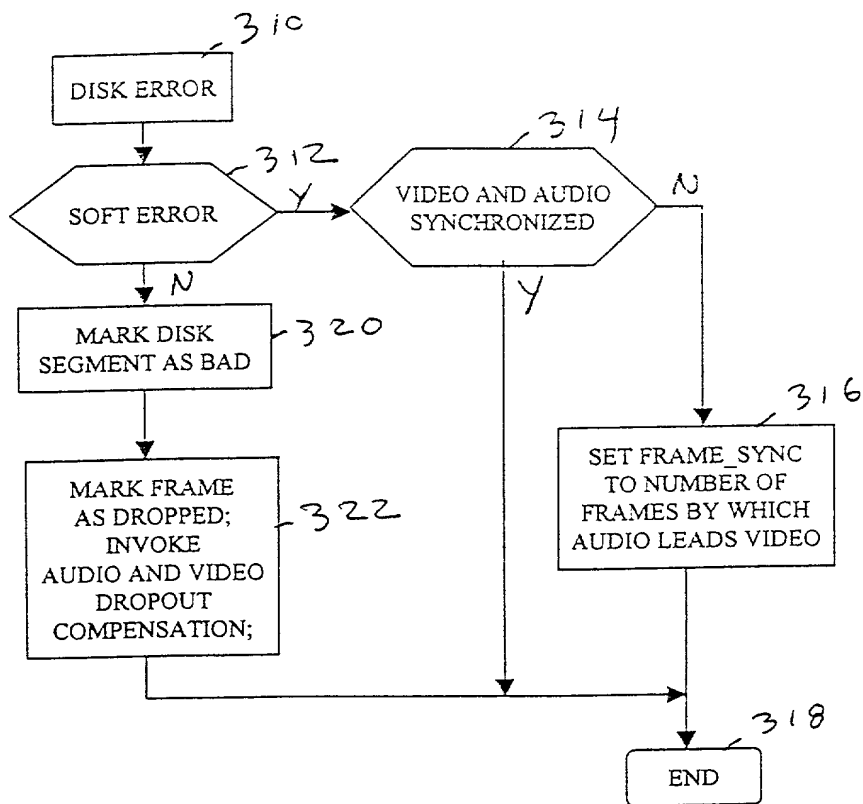 310
DISK ERROR
312
SOFT ERROR
Y
N
314
VIDEO AND AUDIO
SYNCHRONIZED
N
Y
MARK DISK
SEGMENT AS BAD
320
316
SET FRAME_SYNC
TO NUMBER OF
FRAMES BY WHICH
AUDIO LEADS VIDEO
MARK FRAME
AS DROPPED;
INVOKE
AUDIO AND VIDEO
DROPOUT
COMPENSATION;
322
318
END